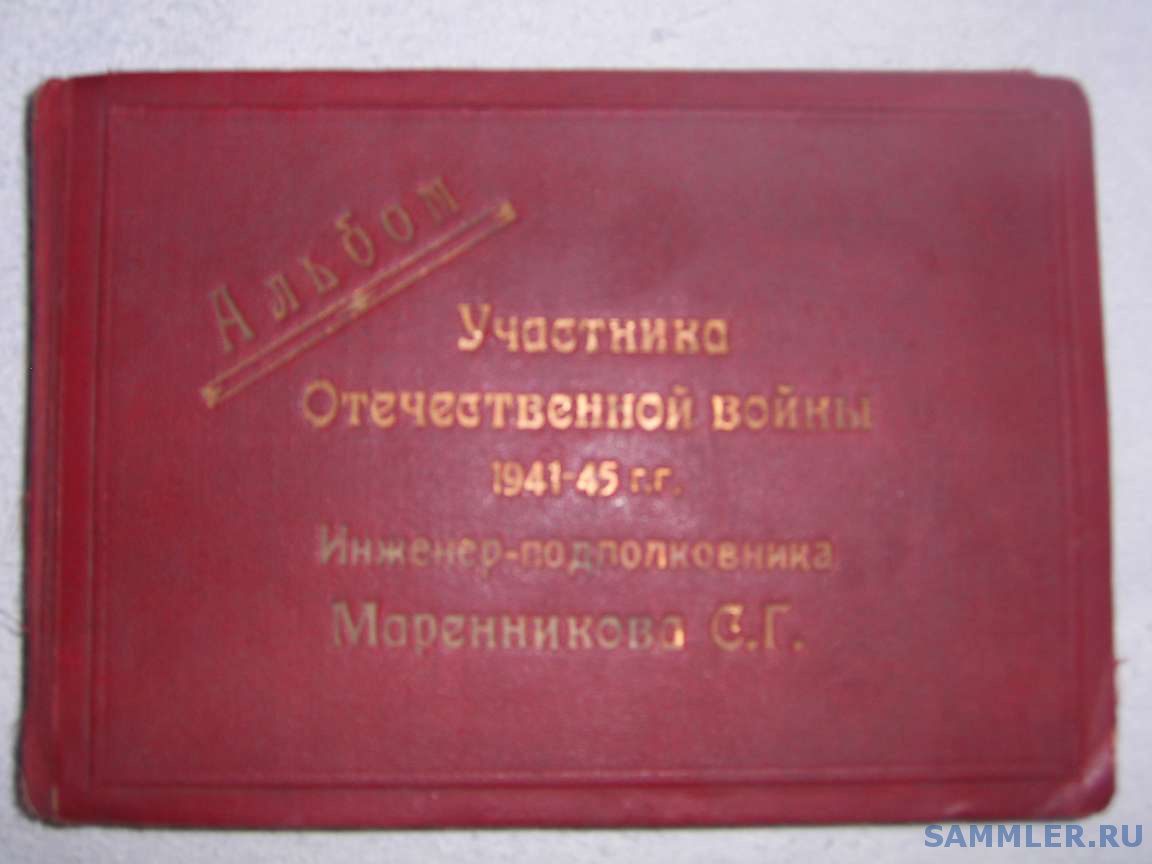 Альбом
Участника
Отечественной войны
1941-45 г.г.
Инженер-подполковника
Маренникова С.Г.
SAMMLER.RU